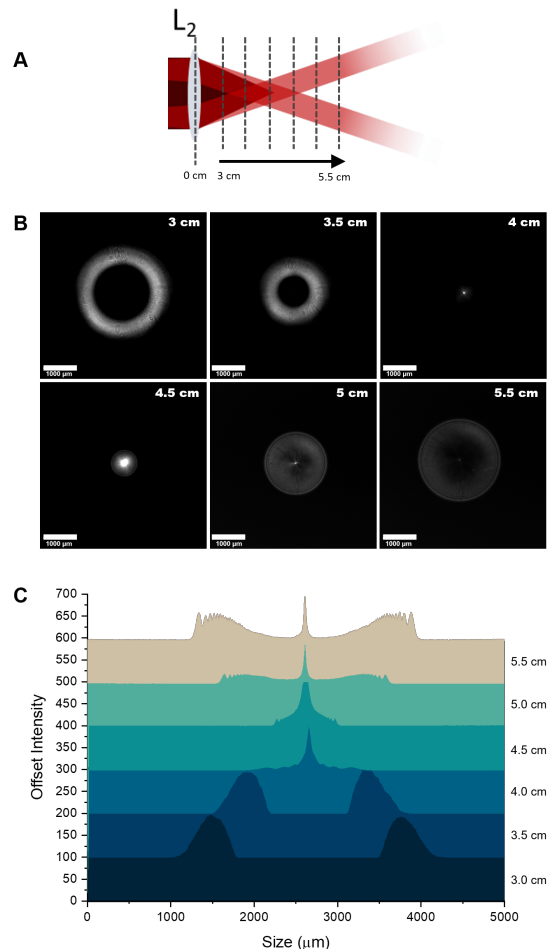 L2
A
0 cm
3 cm
5.5 cm
B
3 cm
1000 µm
3.5 cm
1000 µm
4 cm
1000 µm
4.5 cm
1000 µm
5 cm
1000 µm
5.5 cm
1000 µm
C
700
650
600
550
500
450
400
350
300
250
200
150
100
50
0
Offset Intensity
5.5 cm
5.0 cm
4.5 cm
4.0 cm
3.5 cm
3.0 cm
0
1000
2000
3000
4000
5000
Size (µm)